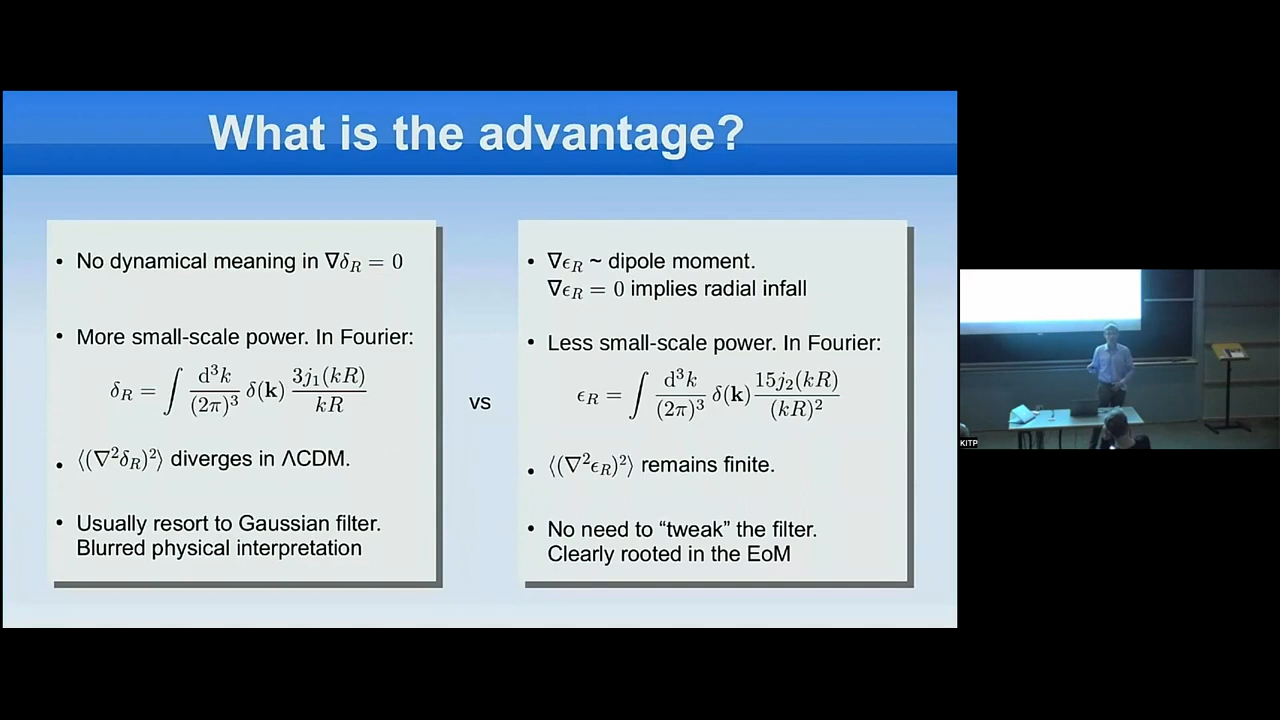 What is the advantage?
• No dynamical meaning in ∇δ_R = 0
• More small-scale power. In Fourier:
δ_R = ∫ d³k/(2π)³ δ(𝐤) 3j₁(kR)/kR
• ⟨(∇²δ_R)²⟩ diverges in ΛCDM.
• Usually resort to Gaussian filter.
Blurred physical interpretation
vs
• ∇ϵ_R ~ dipole moment.
∇ϵ_R = 0 implies radial infall
• Less small-scale power. In Fourier:
ϵ_R = ∫ d³k/(2π)³ δ(𝐤) 15j₂(kR)/(kR)²
• ⟨(∇²ϵ_R)²⟩ remains finite.
• No need to “tweak” the filter.
Clearly rooted in the EoM
KITP